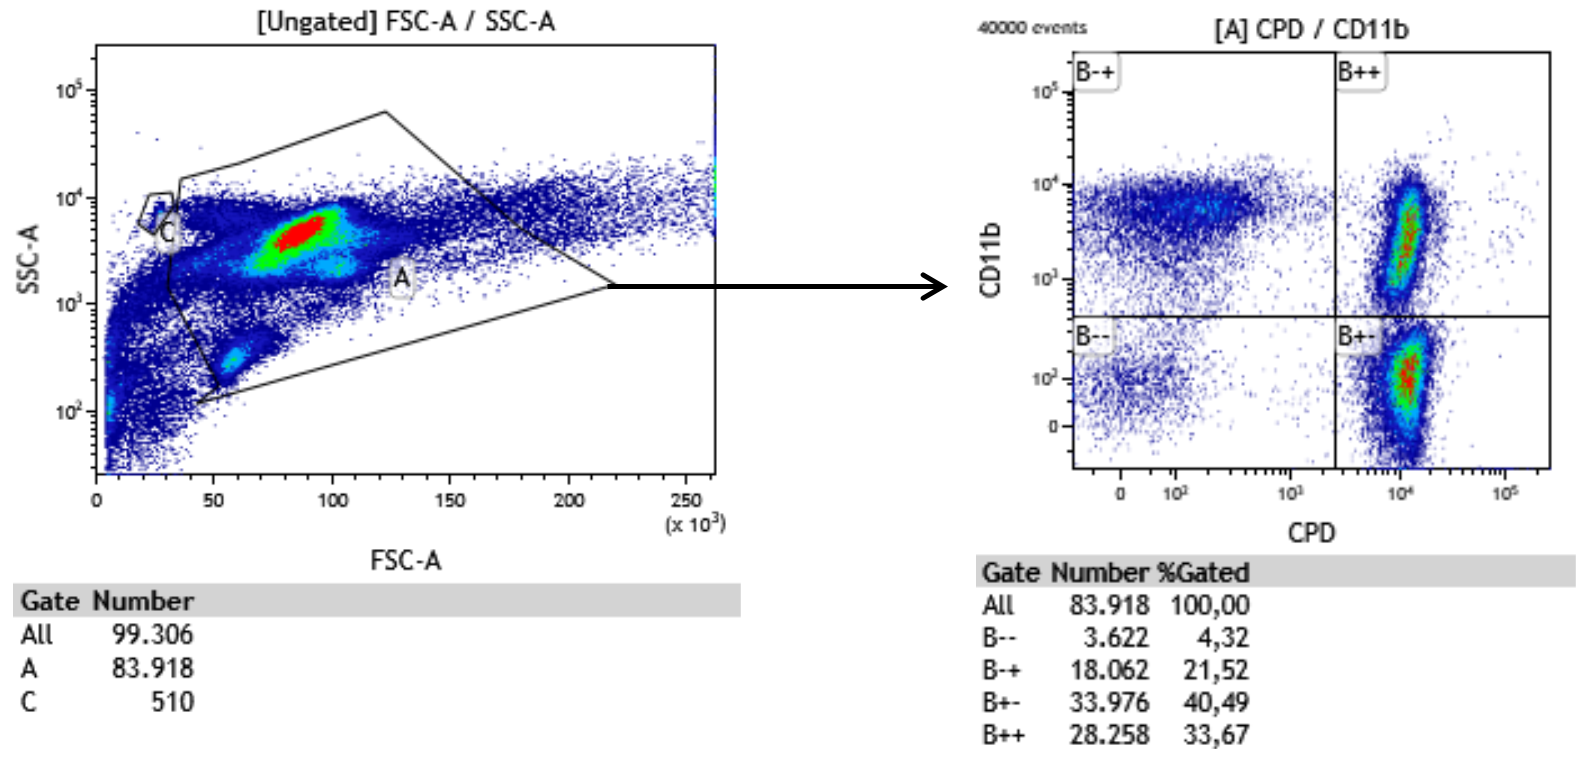 [Ungated] FSC-A / SSC-A
SSC-A
10⁵
10⁴
10³
10²
C
A
0 50 100 150 200 250
(x 10³)
FSC-A
Gate Number
All 99.306
A 83.918
C 510
40000 events
[A] CPD / CD11b
CD11b
B-+ B++
10⁵
10⁴
10³
B-- B+-
10²
0
0 10² 10³ 10⁴ 10⁵
CPD
Gate Number %Gated
All 83.918 100,00
B-- 3.622 4,32
B-+ 18.062 21,52
B+- 33.976 40,49
B++ 28.258 33,67